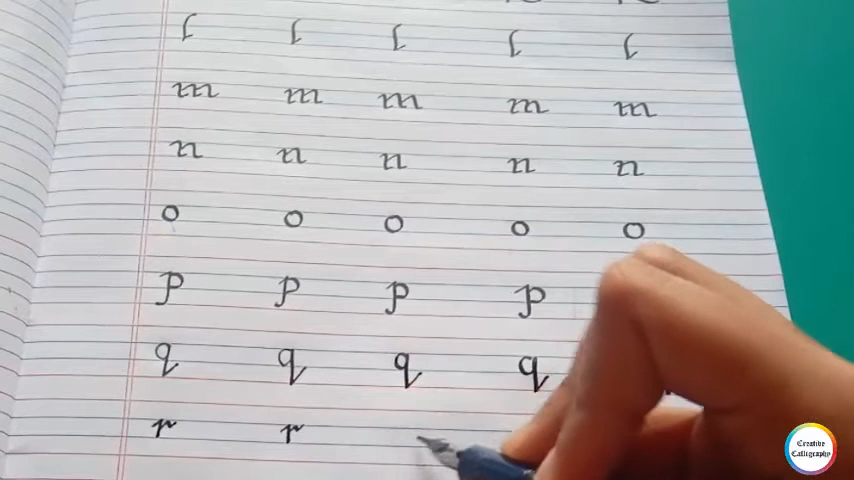 l l l l l
m m m m m
n n n n n
o o o o o
p p p p
q q q q
r r
Creative
Calligraphy